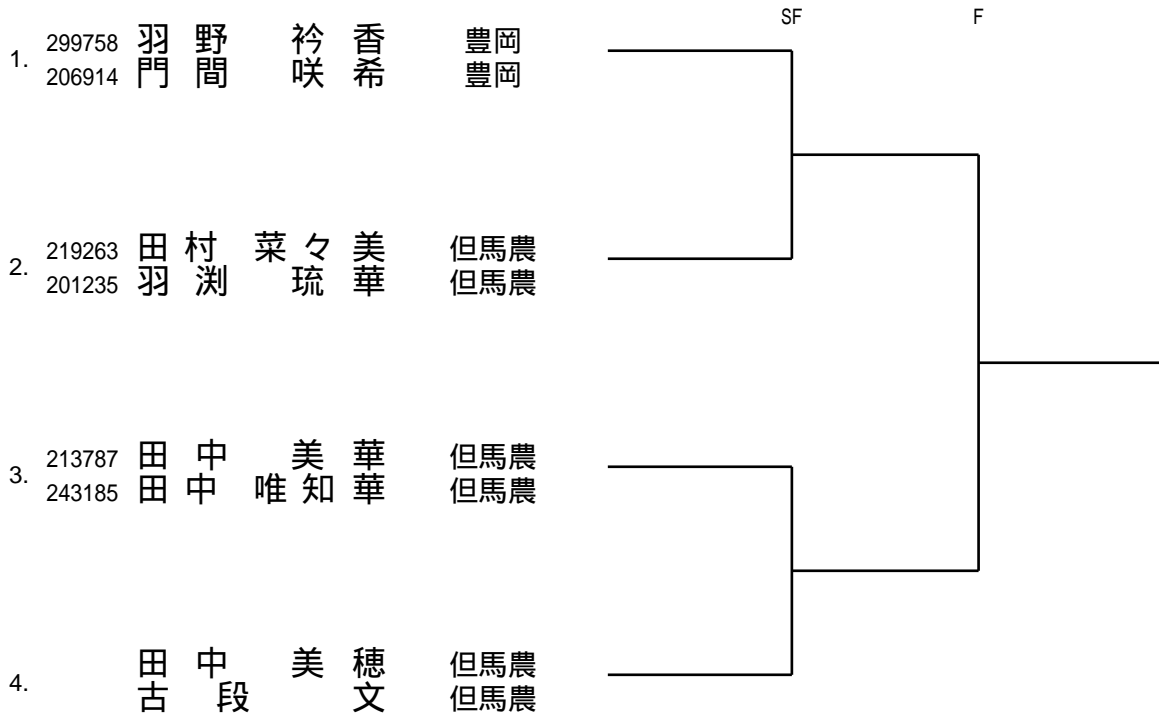 SF F
1. 299758 羽野 衿香 豊岡
206914 門間 咲希 豊岡
2. 219263 田村 菜々美 但馬農
201235 羽渕 琉華 但馬農
3. 213787 田中 美華 但馬農
243185 田中 唯知華 但馬農
4. 田中 美穂 但馬農
古段 文 但馬農